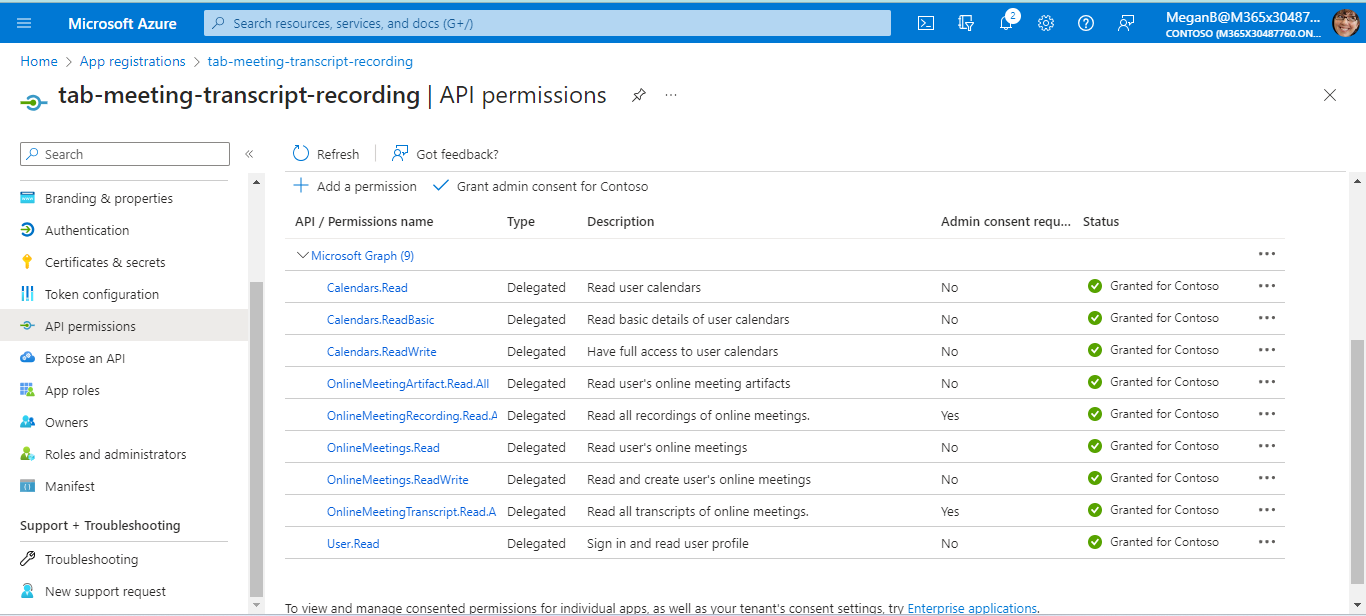 Microsoft Azure
Search resources, services, and docs (G+/)
2
MeganB@M365x30487...
CONTOSO (M365X30487760.ON...
Home > App registrations > tab-meeting-transcript-recording
tab-meeting-transcript-recording | API permissions
Search
Refresh
Got feedback?
Add a permission
Grant admin consent for Contoso
Branding & properties
Authentication
Certificates & secrets
Token configuration
API permissions
Expose an API
App roles
Owners
Roles and administrators
Manifest
Support + Troubleshooting
Troubleshooting
New support request
API / Permissions name Type Description Admin consent requ... Status
Microsoft Graph (9)
Calendars.Read Delegated Read user calendars No Granted for Contoso
Calendars.ReadBasic Delegated Read basic details of user calendars No Granted for Contoso
Calendars.ReadWrite Delegated Have full access to user calendars No Granted for Contoso
OnlineMeetingArtifact.Read.All Delegated Read user's online meeting artifacts No Granted for Contoso
OnlineMeetingRecording.Read.A Delegated Read all recordings of online meetings. Yes Granted for Contoso
OnlineMeetings.Read Delegated Read user's online meetings No Granted for Contoso
OnlineMeetings.ReadWrite Delegated Read and create user's online meetings No Granted for Contoso
OnlineMeetingTranscript.Read.A Delegated Read all transcripts of online meetings. Yes Granted for Contoso
User.Read Delegated Sign in and read user profile No Granted for Contoso
To view and manage consented permissions for individual apps, as well as your tenant's consent settings, try Enterprise applications.